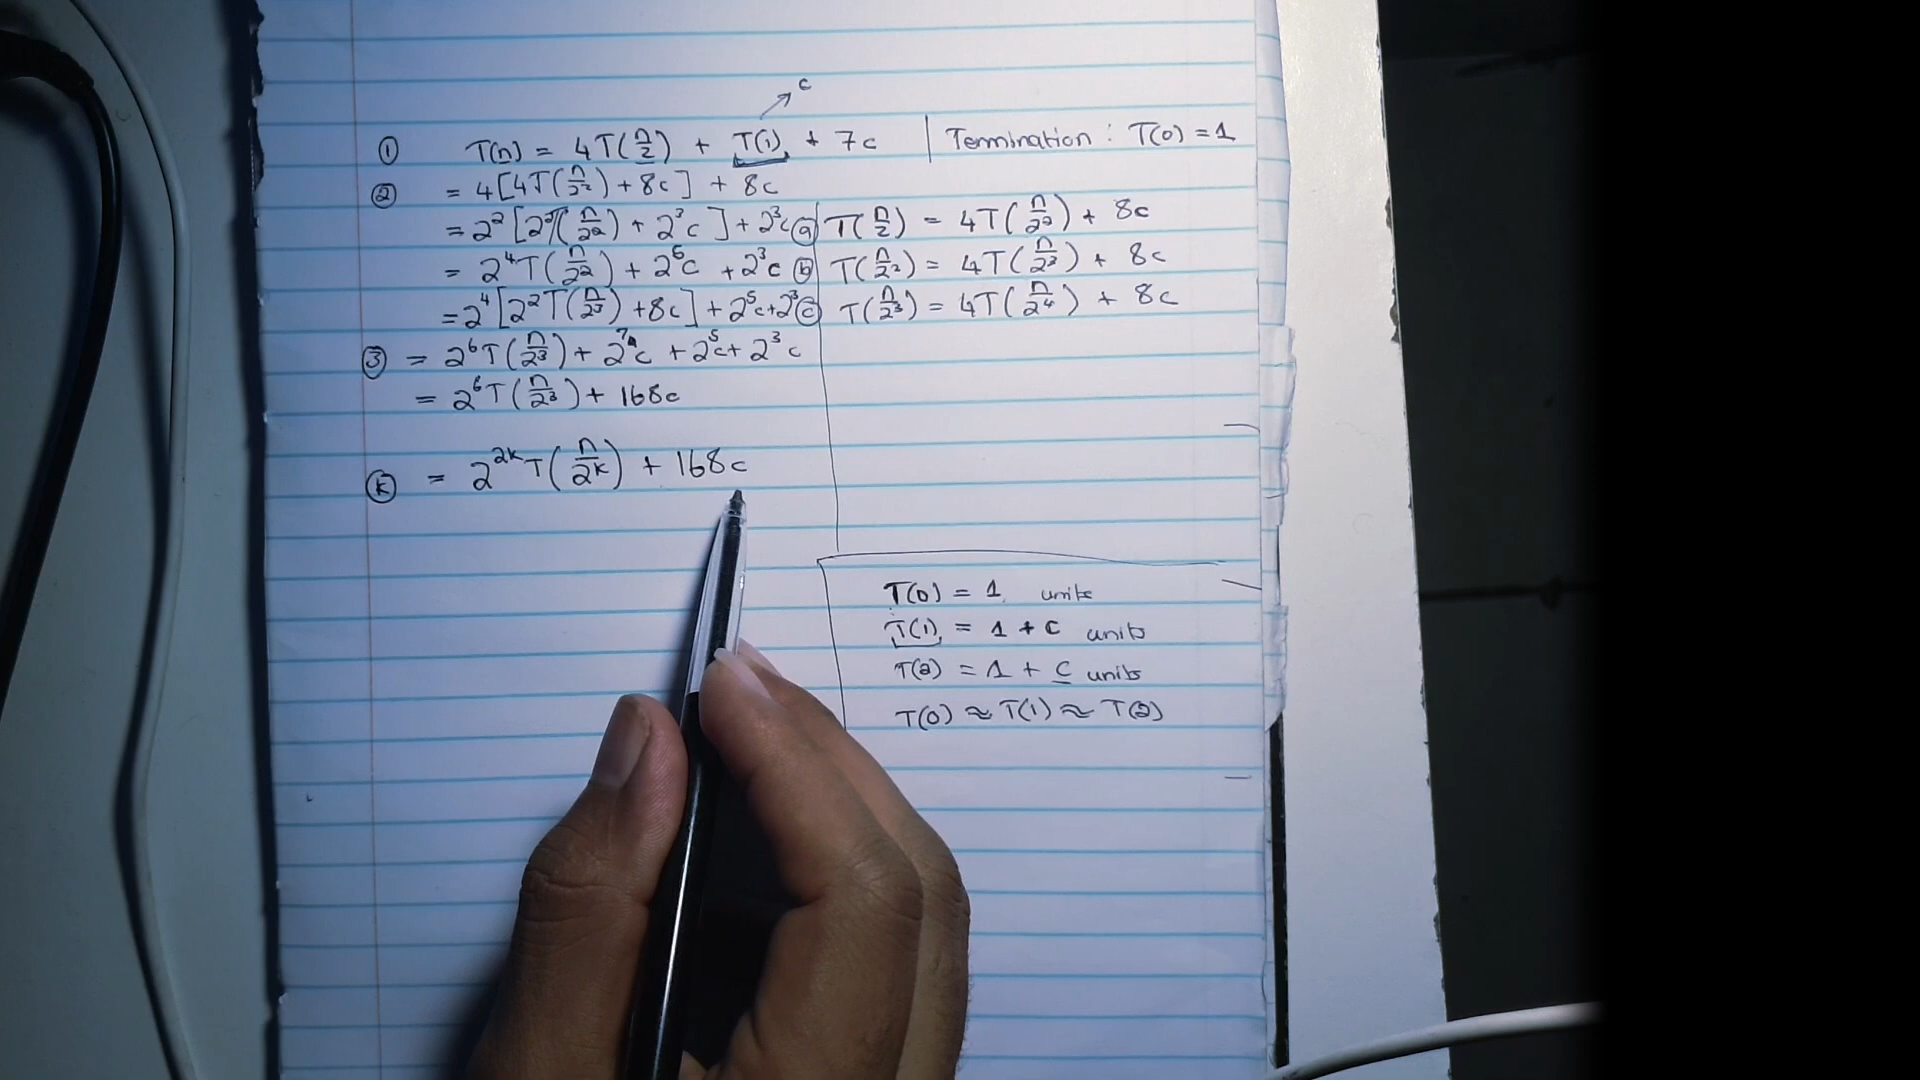 c
① T(n) = 4T(n/2) + T(1) + 7c | Termination : T(0) = 1
② = 4[4T(n/2²) + 8c] + 8c
= 2²[2²T(n/2²) + 2³c] + 2³c
= 2⁴T(n/2²) + 2⁶c + 2³c
= 2⁴[2²T(n/2³) + 8c] + 2⁵c + 2³c
③ = 2⁶T(n/2³) + 2⁷c + 2⁵c + 2³c
= 2⁶T(n/2³) + 168c
ⓚ = 2²ᵏT(n/2ᵏ) + 168c
ⓐ T(n/2) = 4T(n/2²) + 8c
ⓑ T(n/2²) = 4T(n/2³) + 8c
ⓒ T(n/2³) = 4T(n/2⁴) + 8c
T(0) = 1 units
T(1) = 1 + c units
T(2) = 1 + c units
T(0) ≈ T(1) ≈ T(2)